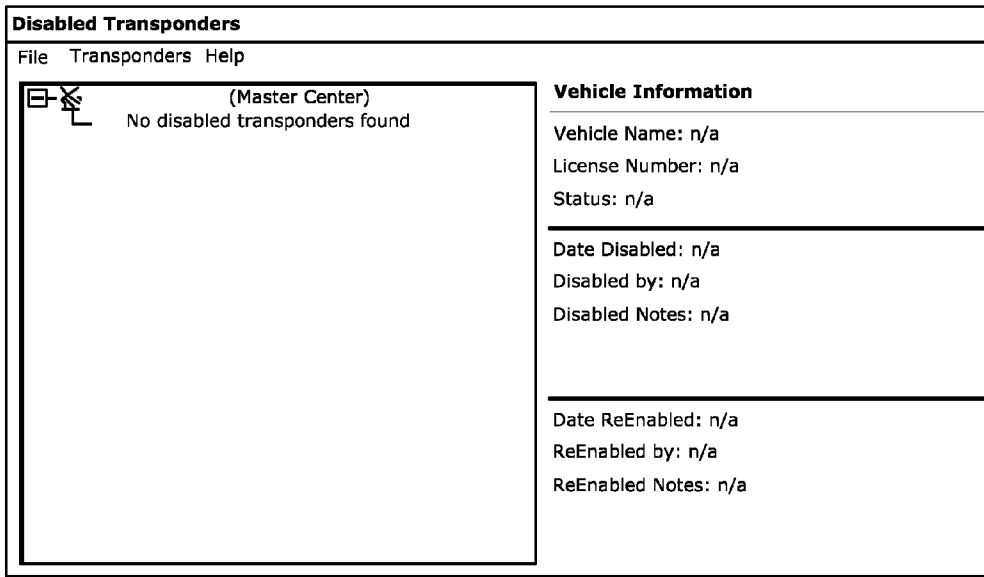 Disabled Transponders
File Transponders Help
(Master Center)
No disabled transponders found
Vehicle Information
Vehicle Name: n/a
License Number: n/a
Status: n/a
Date Disabled: n/a
Disabled by: n/a
Disabled Notes: n/a
Date ReEnabled: n/a
ReEnabled by: n/a
ReEnabled Notes: n/a